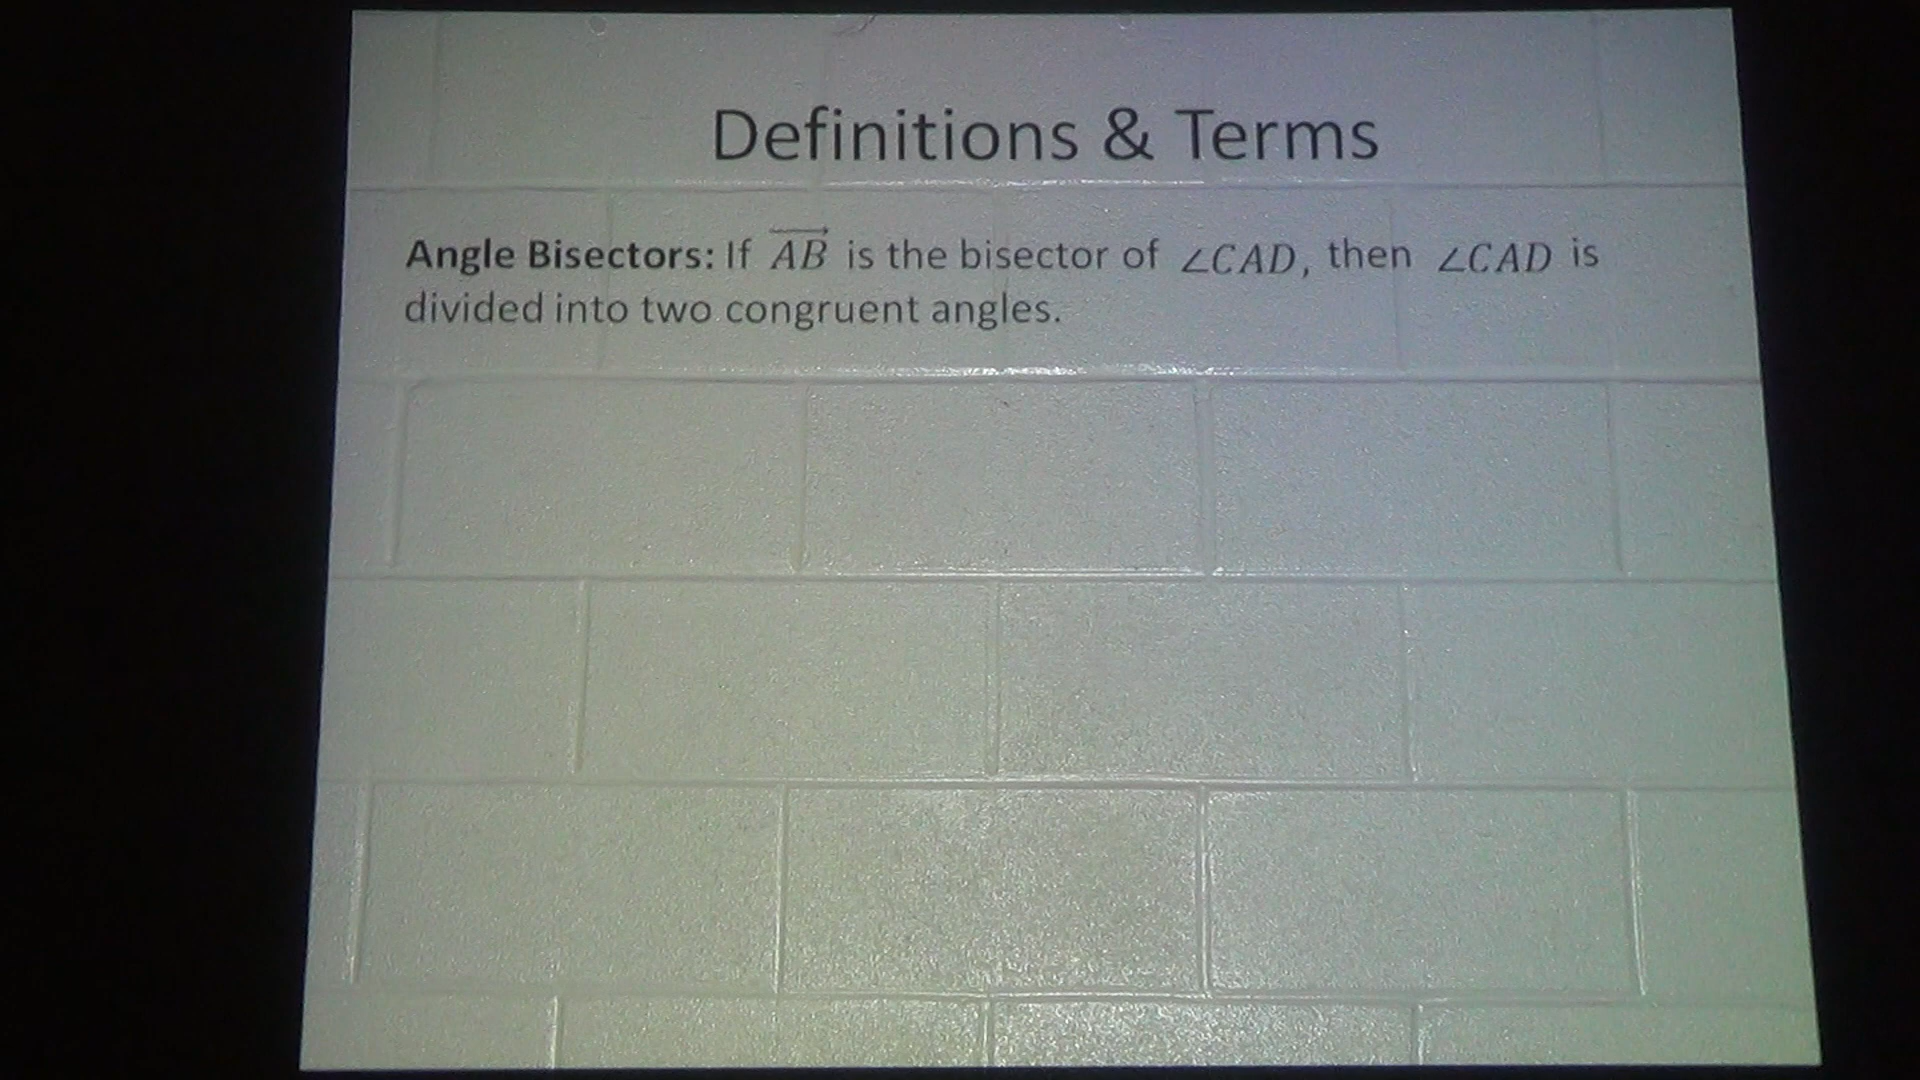 Definitions & Terms
Angle Bisectors: If $\overrightarrow{AB}$ is the bisector of ∠CAD, then ∠CAD is
divided into two congruent angles.